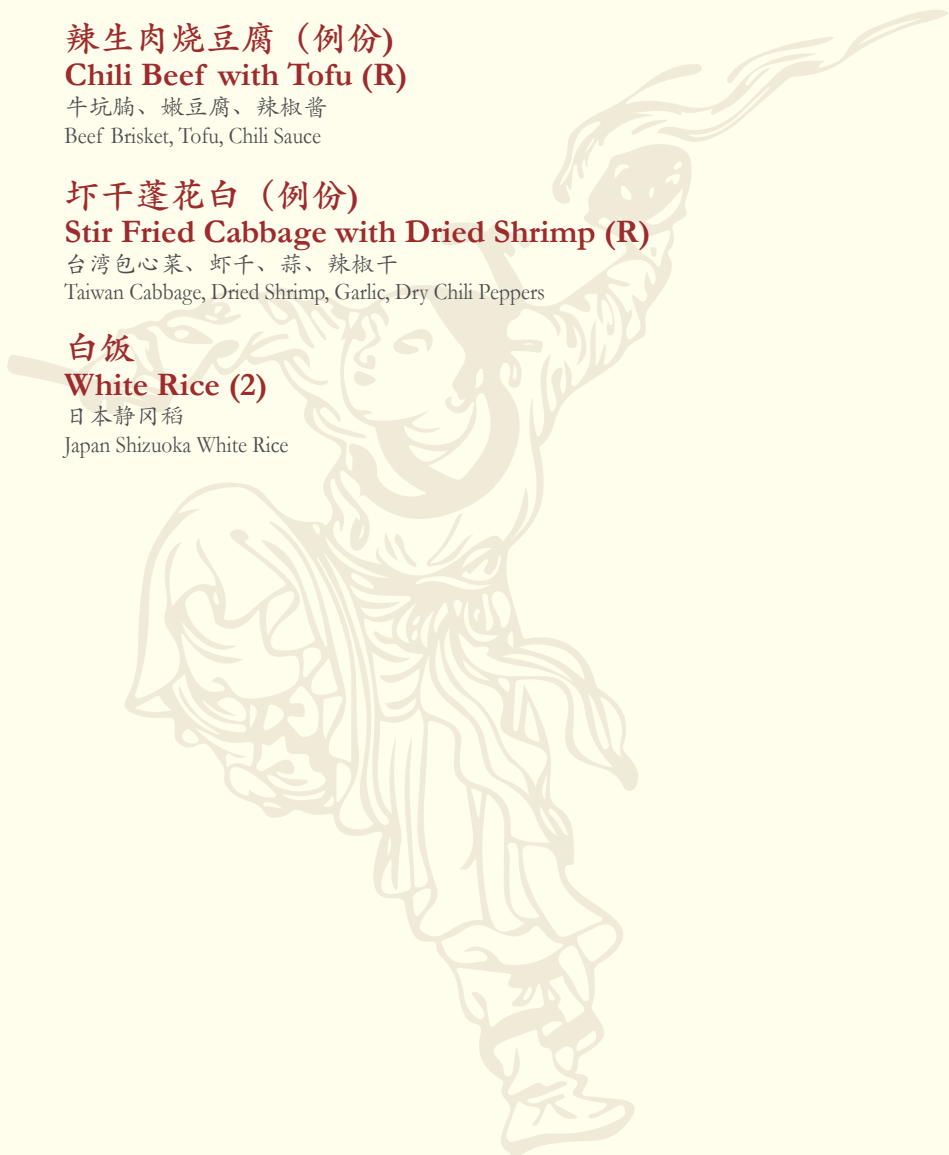 辣生肉烧豆腐（例份)
Chili Beef with Tofu (R)
牛坑腩、嫩豆腐、辣椒酱
Beef Brisket, Tofu, Chili Sauce
圷干蓬花白（例份)
Stir Fried Cabbage with Dried Shrimp (R)
台湾包心菜、虾干、蒜、辣椒干
Taiwan Cabbage, Dried Shrimp, Garlic, Dry Chili Peppers
白饭
White Rice (2)
日本静冈稻
Japan Shizuoka White Rice